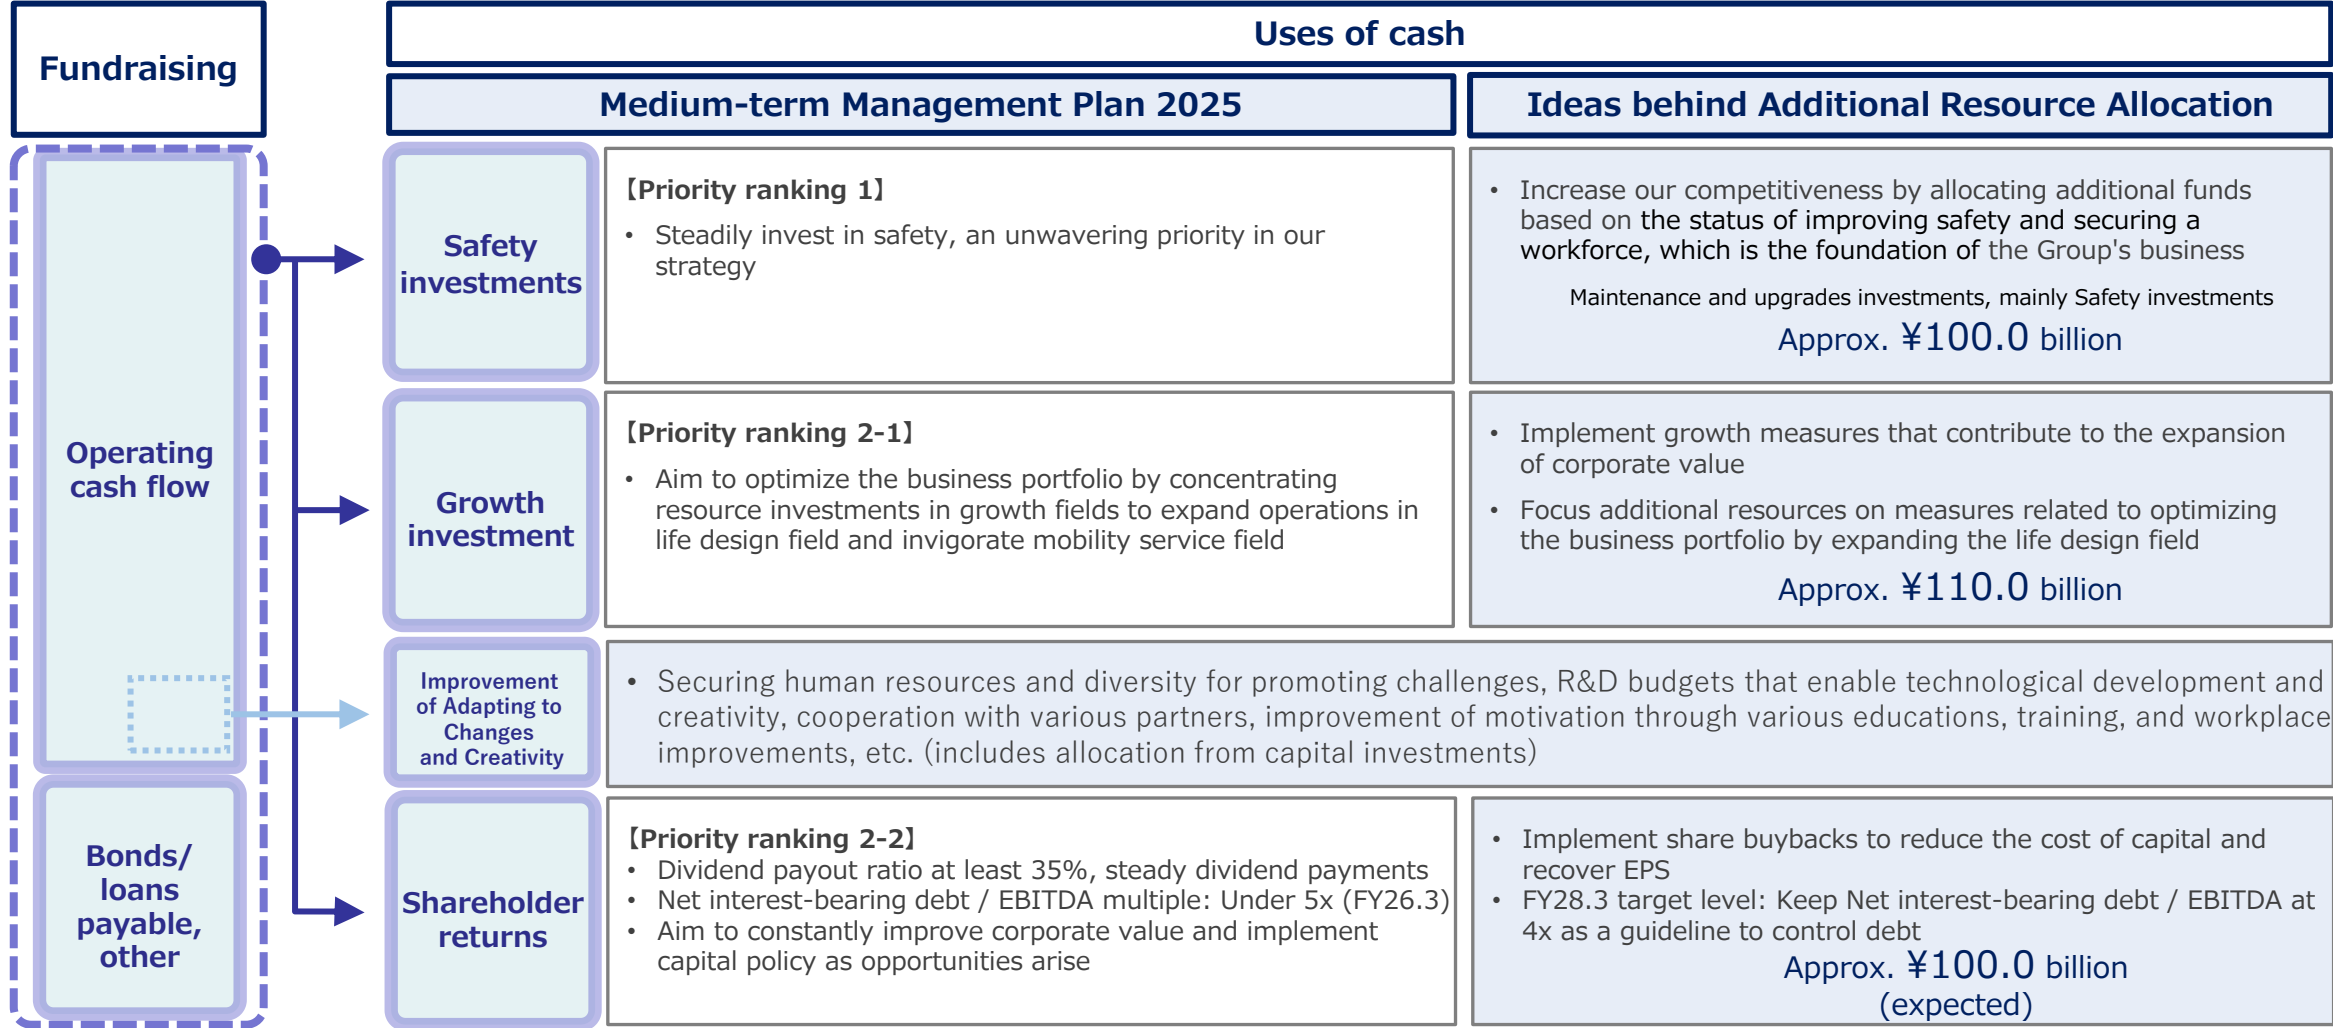 Fundraising
Uses of cash
Medium-term Management Plan 2025
Ideas behind Additional Resource Allocation
Operating
cash flow
Bonds/
loans
payable,
other
Safety
investments
【Priority ranking 1】
• Steadily invest in safety, an unwavering priority in our
strategy
• Increase our competitiveness by allocating additional funds
based on the status of improving safety and securing a
workforce, which is the foundation of the Group's business
Maintenance and upgrades investments, mainly Safety investments
Approx. ¥100.0 billion
Growth
investment
【Priority ranking 2-1】
• Aim to optimize the business portfolio by concentrating
resource investments in growth fields to expand operations in
life design field and invigorate mobility service field
• Implement growth measures that contribute to the expansion
of corporate value
• Focus additional resources on measures related to optimizing
the business portfolio by expanding the life design field
Approx. ¥110.0 billion
Improvement
of Adapting to
Changes
and Creativity
• Securing human resources and diversity for promoting challenges, R&D budgets that enable technological development and
creativity, cooperation with various partners, improvement of motivation through various educations, training, and workplace
improvements, etc. (includes allocation from capital investments)
Shareholder
returns
【Priority ranking 2-2】
• Dividend payout ratio at least 35%, steady dividend payments
• Net interest-bearing debt / EBITDA multiple: Under 5x (FY26.3)
• Aim to constantly improve corporate value and implement
capital policy as opportunities arise
• Implement share buybacks to reduce the cost of capital and
recover EPS
• FY28.3 target level: Keep Net interest-bearing debt / EBITDA at
4x as a guideline to control debt
Approx. ¥100.0 billion
(expected)